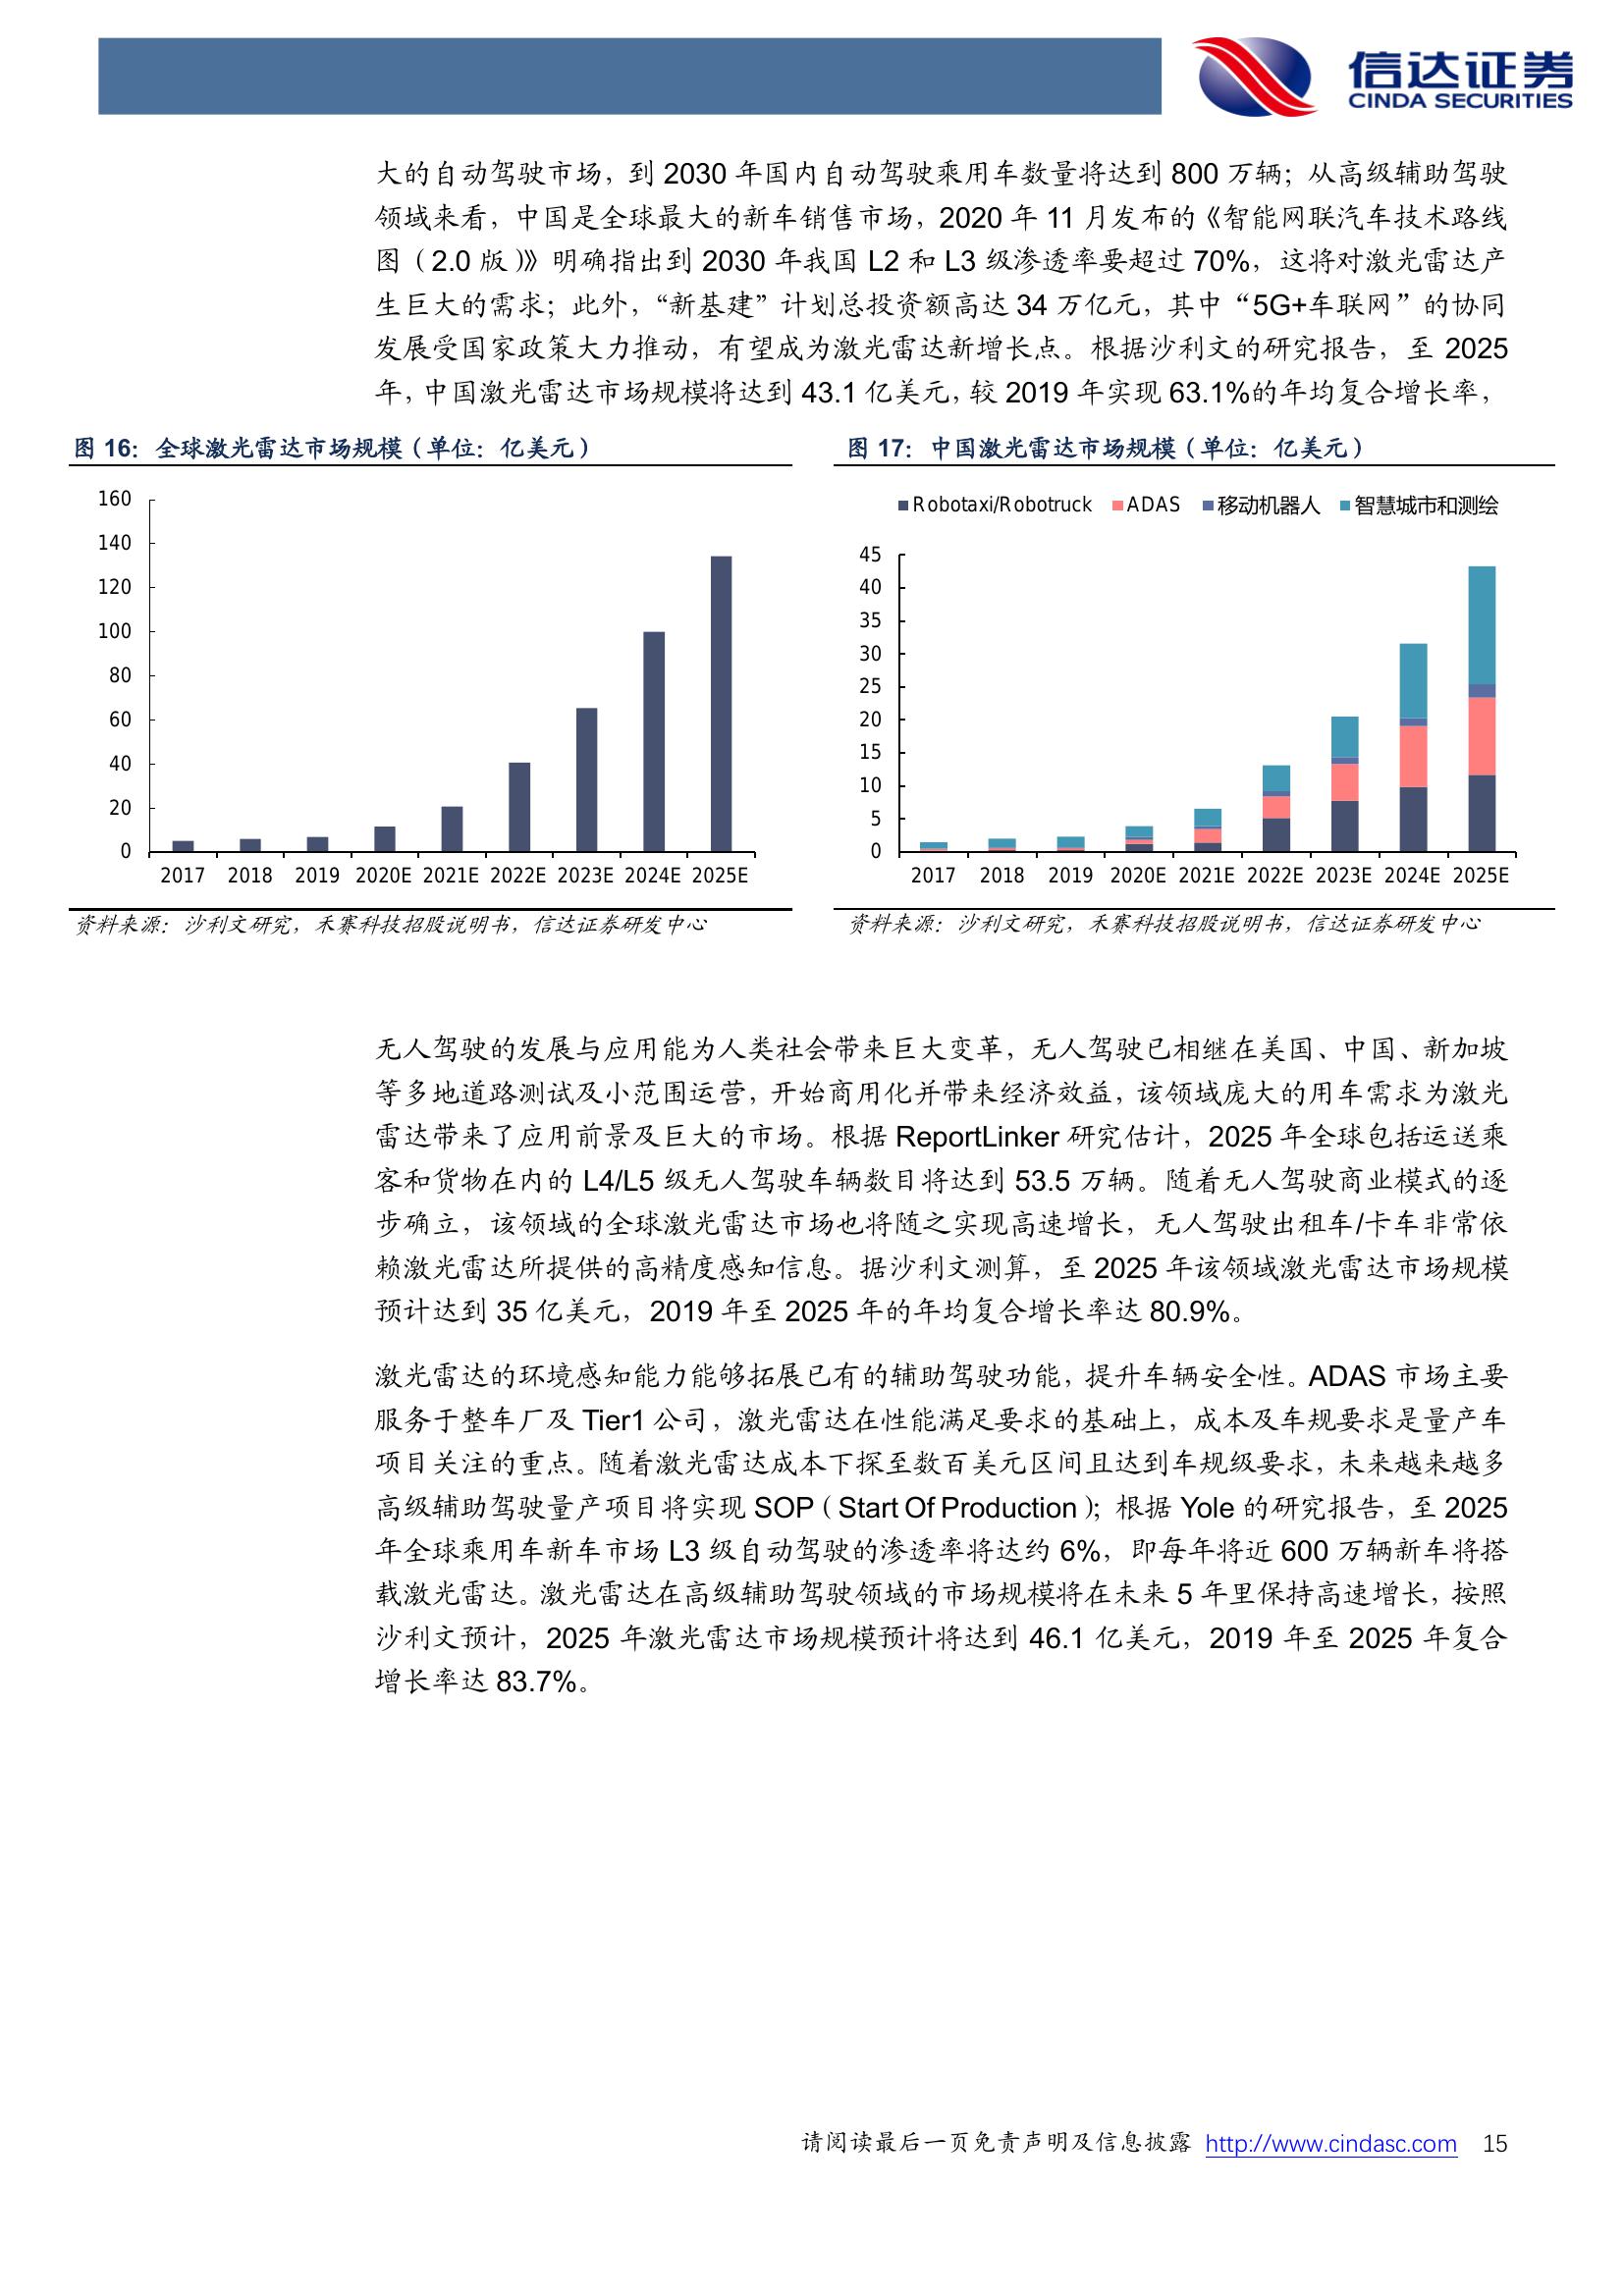 信达证券
CINDA SECURITIES
大的自动驾驶市场，到 2030 年国内自动驾驶乘用车数量将达到 800 万辆；从高级辅助驾驶
领域来看，中国是全球最大的新车销售市场，2020 年 11 月发布的《智能网联汽车技术路线
图（2.0 版）》明确指出到 2030 年我国 L2 和 L3 级渗透率要超过 70%，这将对激光雷达产
生巨大的需求；此外，“新基建”计划总投资额高达 34 万亿元，其中“5G+车联网”的协同
发展受国家政策大力推动，有望成为激光雷达新增长点。根据沙利文的研究报告，至 2025
年，中国激光雷达市场规模将达到 43.1 亿美元，较 2019 年实现 63.1%的年均复合增长率，
图 16：全球激光雷达市场规模（单位：亿美元）
160
140
120
100
80
60
40
20
0
2017 2018 2019 2020E 2021E 2022E 2023E 2024E 2025E
资料来源：沙利文研究，禾赛科技招股说明书，信达证券研发中心
图 17：中国激光雷达市场规模（单位：亿美元）
Robotaxi/Robotruck ADAS 移动机器人 智慧城市和测绘
45
40
35
30
25
20
15
10
5
0
2017 2018 2019 2020E 2021E 2022E 2023E 2024E 2025E
资料来源：沙利文研究，禾赛科技招股说明书，信达证券研发中心
无人驾驶的发展与应用能为人类社会带来巨大变革，无人驾驶已相继在美国、中国、新加坡
等多地道路测试及小范围运营，开始商用化并带来经济效益，该领域庞大的用车需求为激光
雷达带来了应用前景及巨大的市场。根据 ReportLinker 研究估计，2025 年全球包括运送乘
客和货物在内的 L4/L5 级无人驾驶车辆数目将达到 53.5 万辆。随着无人驾驶商业模式的逐
步确立，该领域的全球激光雷达市场也将随之实现高速增长，无人驾驶出租车/卡车非常依
赖激光雷达所提供的高精度感知信息。据沙利文测算，至 2025 年该领域激光雷达市场规模
预计达到 35 亿美元，2019 年至 2025 年的年均复合增长率达 80.9%。
激光雷达的环境感知能力能够拓展已有的辅助驾驶功能，提升车辆安全性。ADAS 市场主要
服务于整车厂及 Tier1 公司，激光雷达在性能满足要求的基础上，成本及车规要求是量产车
项目关注的重点。随着激光雷达成本下探至数百美元区间且达到车规级要求，未来越来越多
高级辅助驾驶量产项目将实现 SOP（Start Of Production）；根据 Yole 的研究报告，至 2025
年全球乘用车新车市场 L3 级自动驾驶的渗透率将达约 6%，即每年将近 600 万辆新车将搭
载激光雷达。激光雷达在高级辅助驾驶领域的市场规模将在未来 5 年里保持高速增长，按照
沙利文预计，2025 年激光雷达市场规模预计将达到 46.1 亿美元，2019 年至 2025 年复合
增长率达 83.7%。
请阅读最后一页免责声明及信息披露 http://www.cindasc.com 15